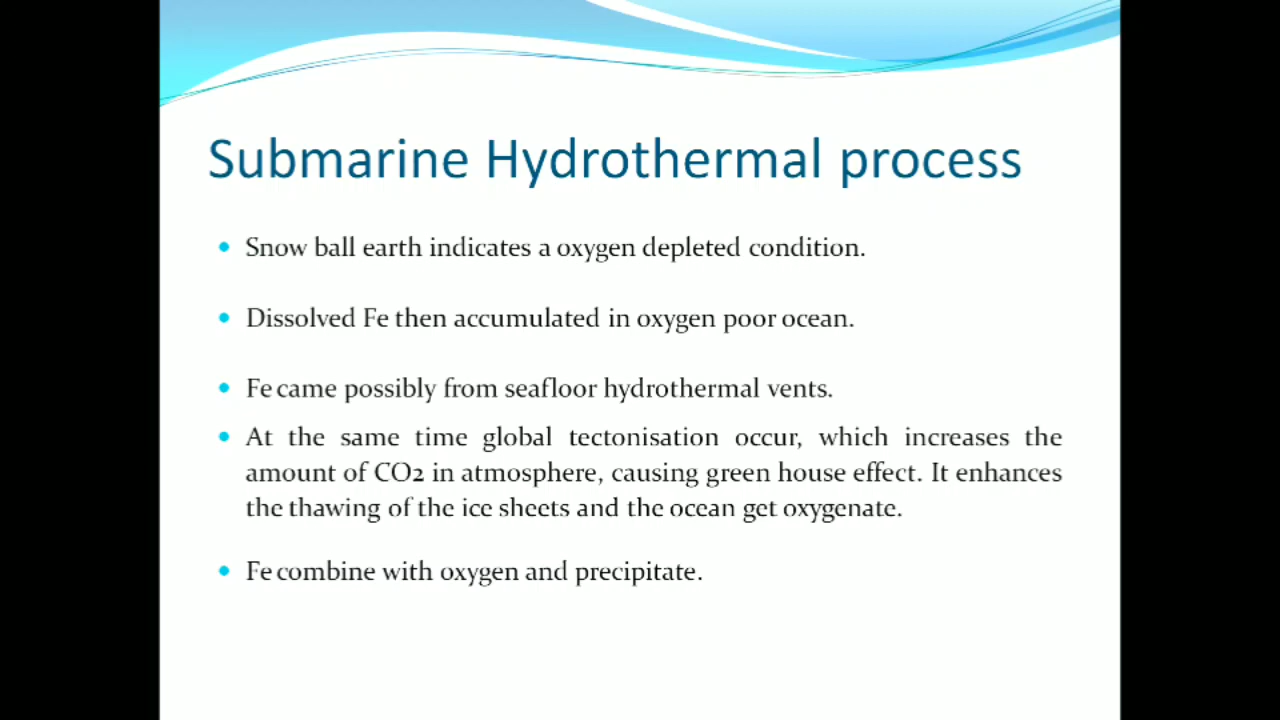 Submarine Hydrothermal process
• Snow ball earth indicates a oxygen depleted condition.
• Dissolved Fe then accumulated in oxygen poor ocean.
• Fe came possibly from seafloor hydrothermal vents.
• At the same time global tectonisation occur, which increases the
amount of CO2 in atmosphere, causing green house effect. It enhances
the thawing of the ice sheets and the ocean get oxygenate.
• Fe combine with oxygen and precipitate.